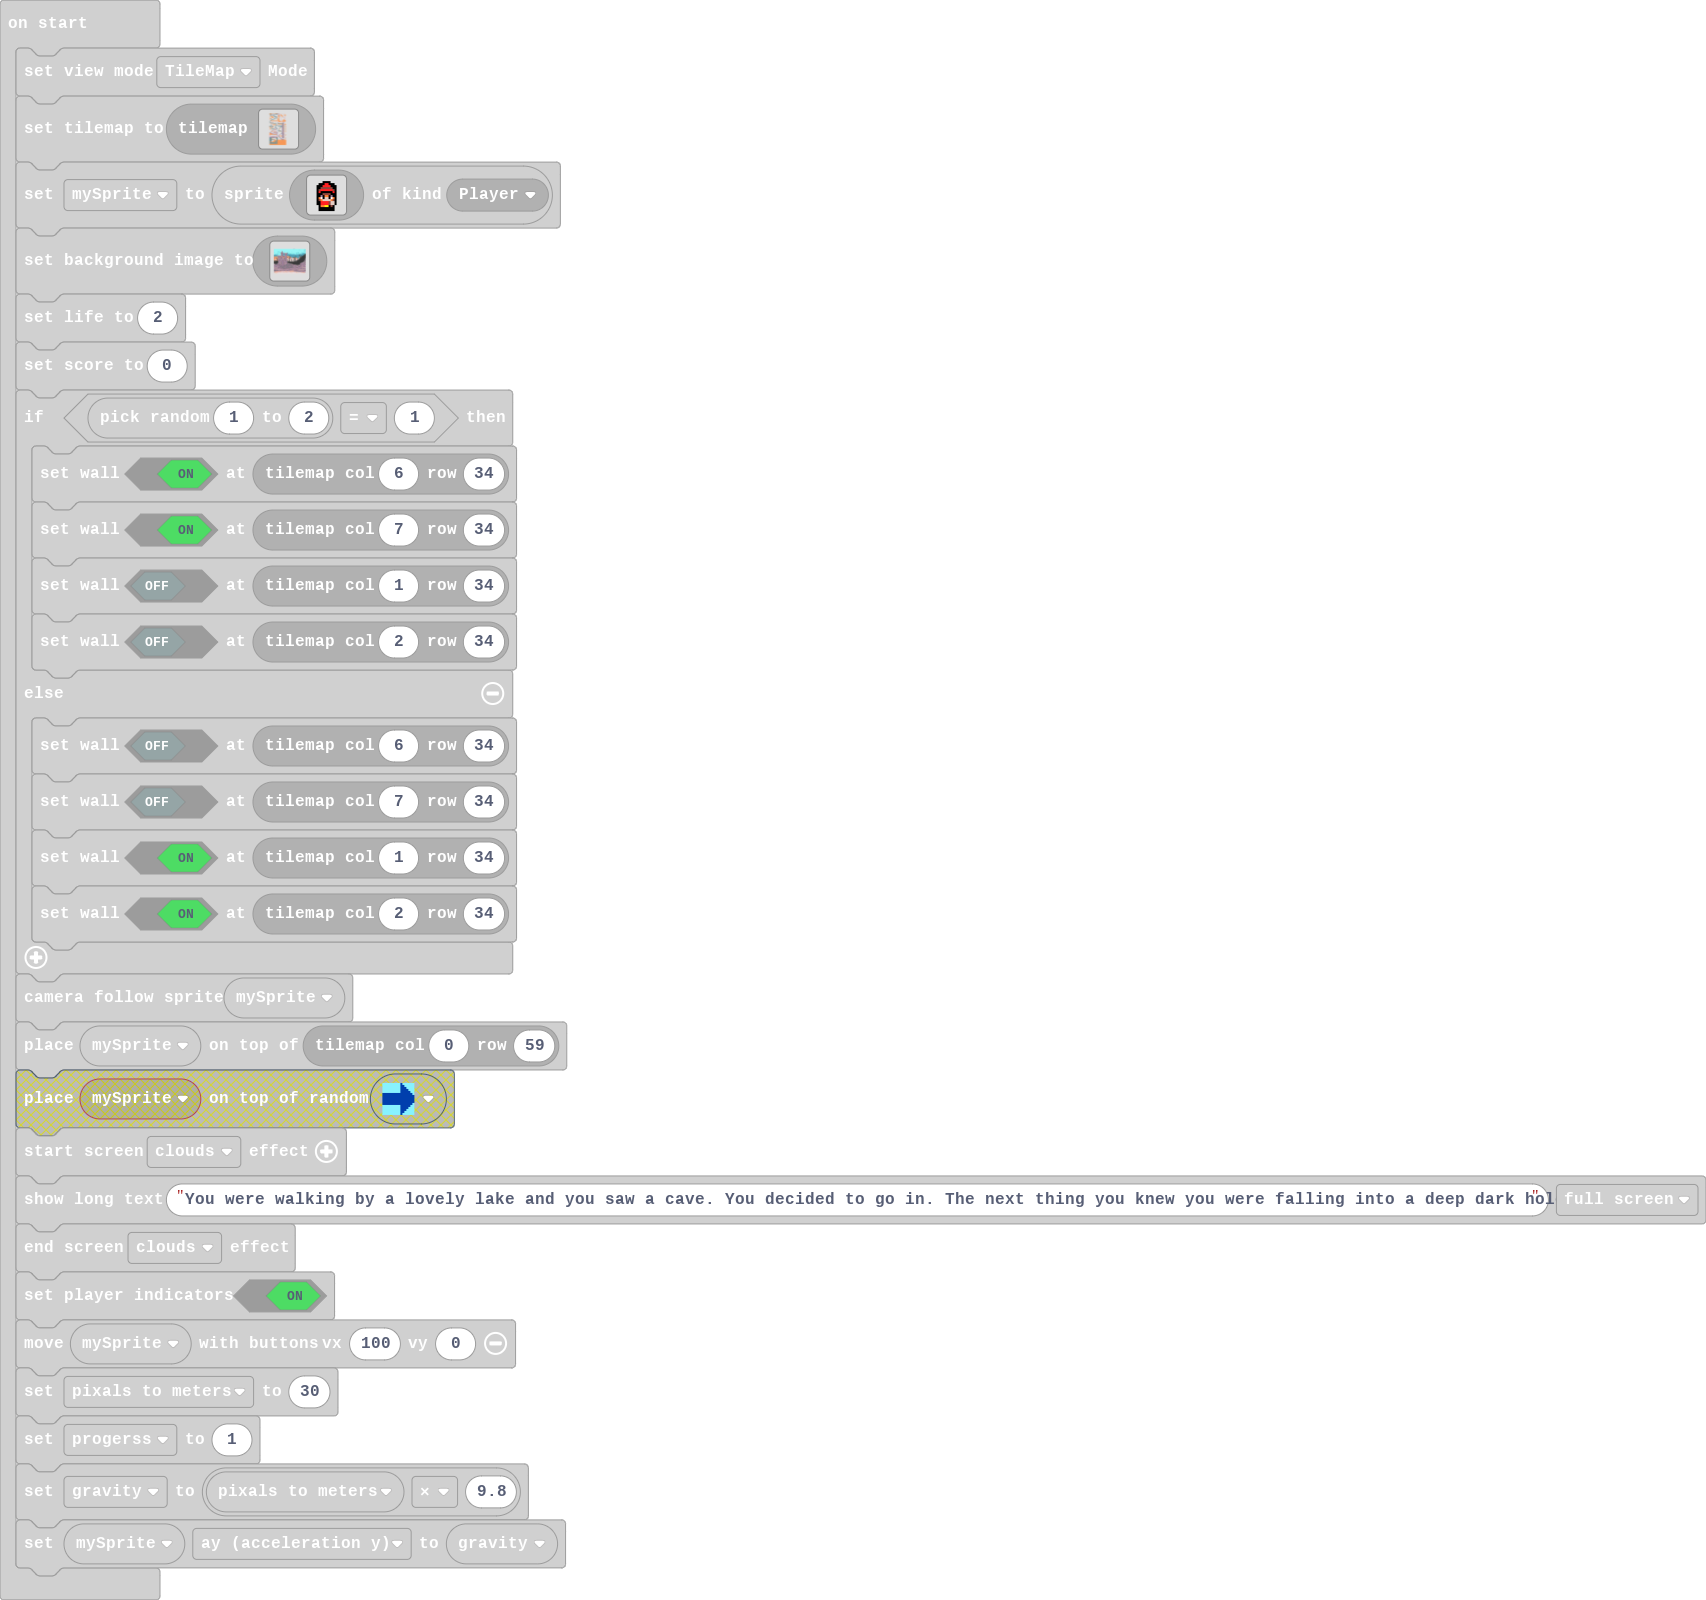 on start
set view mode TileMap Mode
set tilemap to tilemap
set mySprite to sprite of kind Player
set background image to
set life to 2
set score to 0
if pick random 1 to 2 = 1 then
set wall ON at tilemap col 6 row 34
set wall ON at tilemap col 7 row 34
set wall OFF at tilemap col 1 row 34
set wall OFF at tilemap col 2 row 34
else
set wall OFF at tilemap col 6 row 34
set wall OFF at tilemap col 7 row 34
set wall ON at tilemap col 1 row 34
set wall ON at tilemap col 2 row 34
camera follow sprite mySprite
place mySprite on top of tilemap col 0 row 59
place mySprite on top of random
start screen clouds effect
show long text "You were walking by a lovely lake and you saw a cave. You decided to go in. The next thing you knew you were falling into a deep dark hol" full screen
end screen clouds effect
set player indicators ON
move mySprite with buttons vx 100 vy 0
set pixals to meters to 30
set progerss to 1
set gravity to pixals to meters × 9.8
set mySprite ay (acceleration y) to gravity